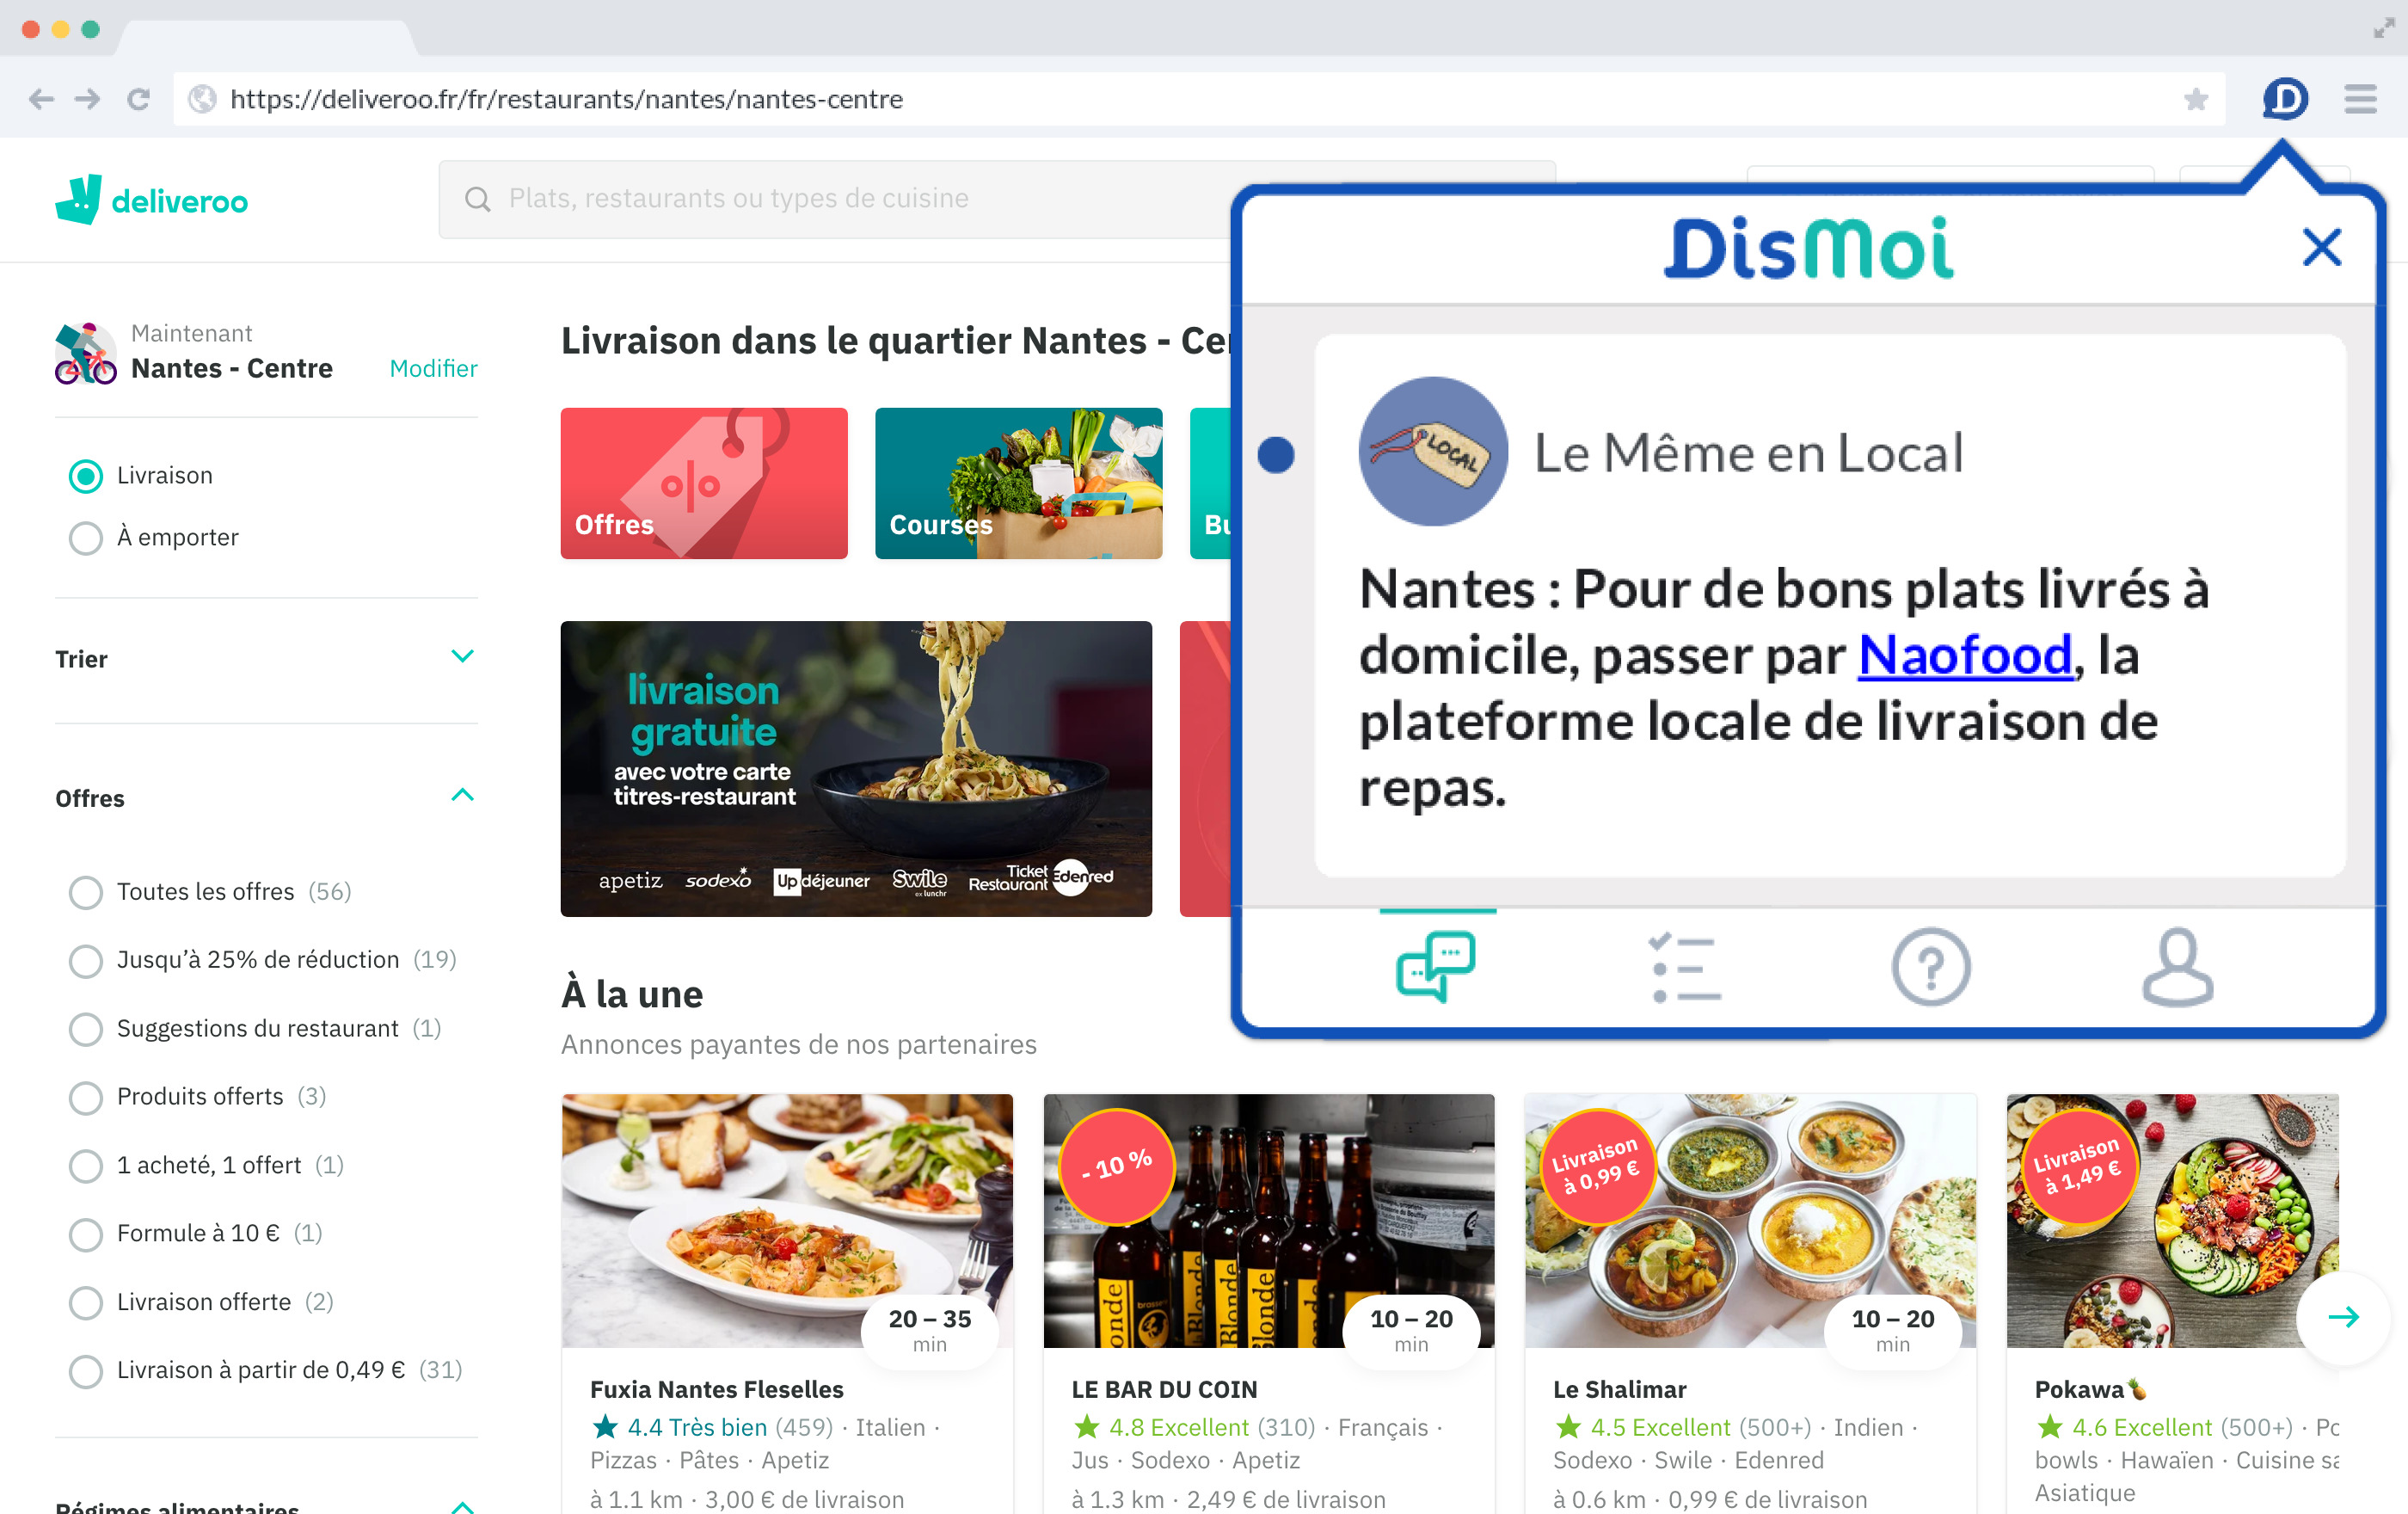 https://deliveroo.fr/fr/restaurants/nantes/nantes-centre
deliveroo
Plats, restaurants ou types de cuisine
Maintenant
Nantes - Centre
Modifier
Livraison
À emporter
Trier
Offres
Toutes les offres (56)
Jusqu’à 25% de réduction (19)
Suggestions du restaurant (1)
Produits offerts (3)
1 acheté, 1 offert (1)
Formule à 10 € (1)
Livraison offerte (2)
Livraison à partir de 0,49 € (31)
Régimes alimentaires
Livraison dans le quartier Nantes - Ce
Offres
Courses
livraison
gratuite
avec votre carte
titres-restaurant
apetiz
sodexo
Up déjeuner
Swile
ex lunchr
Ticket
Restaurant
Edenred
DisMoi
LOCAL
Le Même en Local
Nantes : Pour de bons plats livrés à
domicile, passer par Naofood, la
plateforme locale de livraison de
repas.
À la une
Annonces payantes de nos partenaires
20 – 35
min
Fuxia Nantes Fleselles
4.4 Très bien (459) · Italien ·
Pizzas · Pâtes · Apetiz
à 1.1 km · 3,00 € de livraison
- 10 %
10 – 20
min
LE BAR DU COIN
4.8 Excellent (310) · Français ·
Jus · Sodexo · Apetiz
à 1.3 km · 2,49 € de livraison
Livraison
à 0,99 €
10 – 20
min
Le Shalimar
4.5 Excellent (500+) · Indien ·
Sodexo · Swile · Edenred
à 0.6 km · 0,99 € de livraison
Livraison
à 1,49 €
Pokawa🍍
4.6 Excellent (500+) · Po
bowls · Hawaïen · Cuisine sa
Asiatique